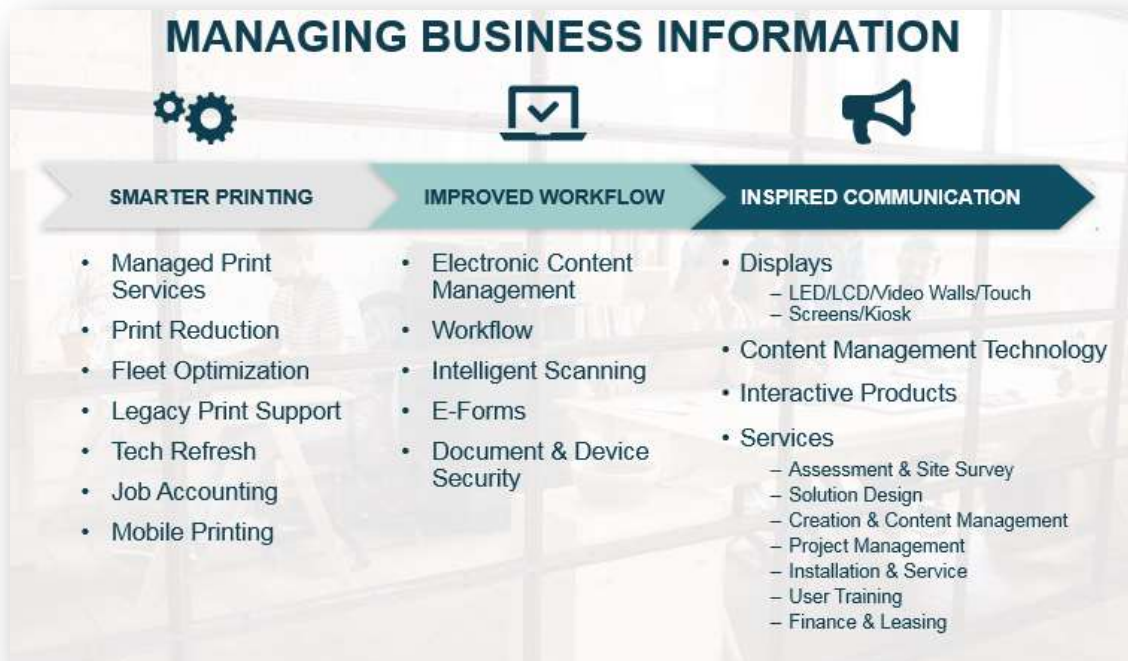 MANAGING BUSINESS INFORMATION
SMARTER PRINTING
• Managed Print
Services
• Print Reduction
• Fleet Optimization
• Legacy Print Support
• Tech Refresh
• Job Accounting
• Mobile Printing
IMPROVED WORKFLOW
• Electronic Content
Management
• Workflow
• Intelligent Scanning
• E-Forms
• Document & Device
Security
INSPIRED COMMUNICATION
• Displays
– LED/LCD/Video Walls/Touch
– Screens/Kiosk
• Content Management Technology
• Interactive Products
• Services
– Assessment & Site Survey
– Solution Design
– Creation & Content Management
– Project Management
– Installation & Service
– User Training
– Finance & Leasing